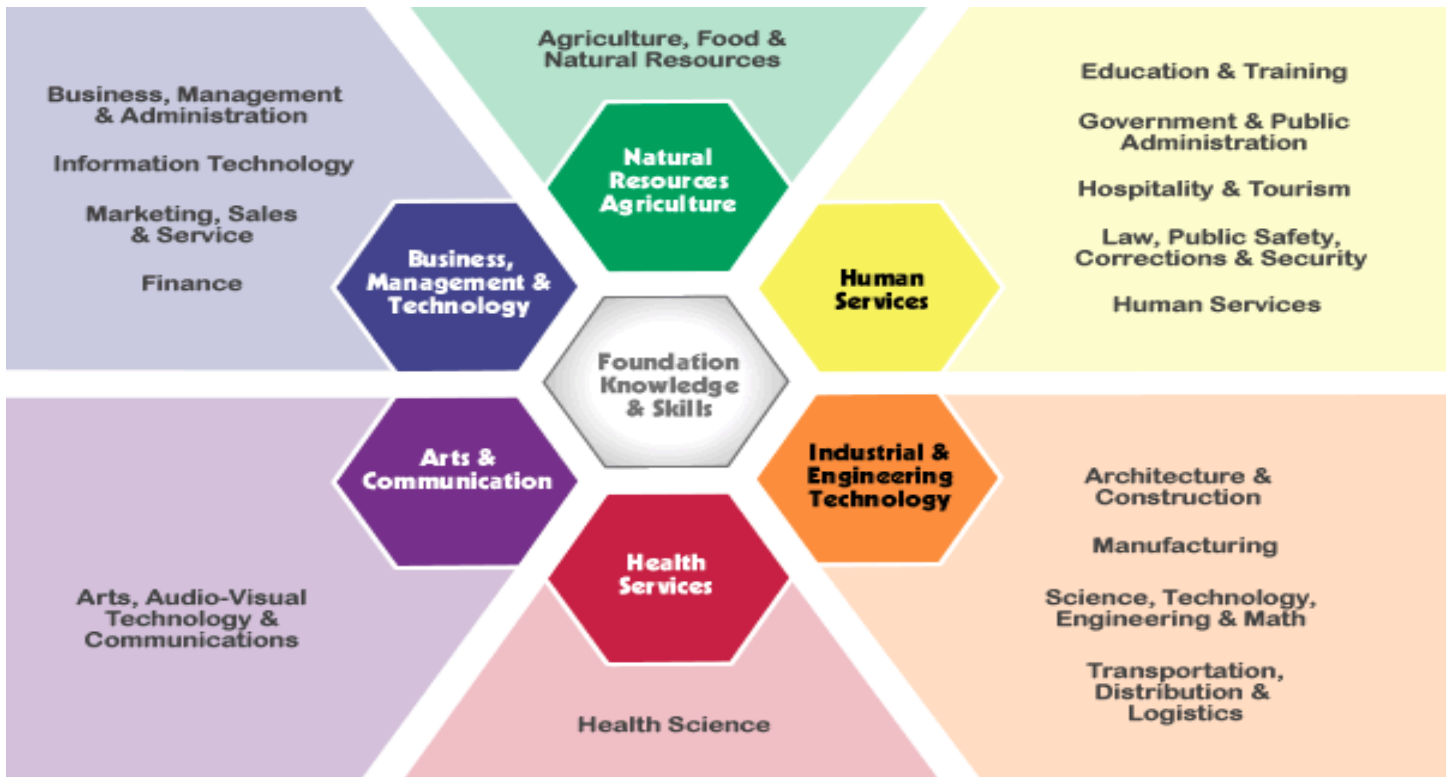 Agriculture, Food &
Natural Resources
Natural
Resources
Agriculture
Business, Management
& Administration
Information Technology
Marketing, Sales
& Service
Finance
Business,
Management &
Technology
Education & Training
Government & Public
Administration
Hospitality & Tourism
Law, Public Safety,
Corrections & Security
Human Services
Human
Services
Foundation
Knowledge
& Skills
Arts &
Communication
Arts, Audio-Visual
Technology &
Communications
Health
Services
Health Science
Industrial &
Engineering
Technology
Architecture &
Construction
Manufacturing
Science, Technology,
Engineering & Math
Transportation,
Distribution &
Logistics